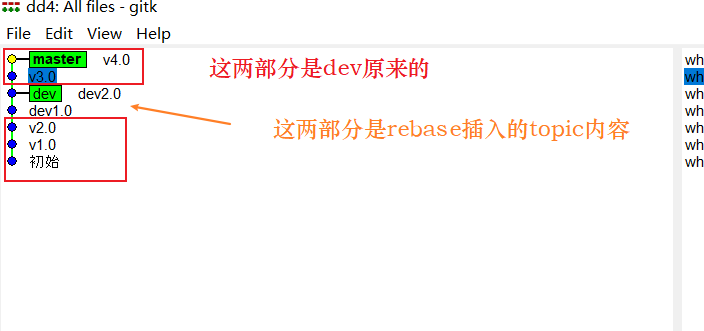 dd4: All files - gitk
File Edit View Help
master v4.0
这两部分是dev原来的
wh
v3.0
wh
dev dev2.0
wh
dev1.0
wh
v2.0
这两部分是rebase插入的topic内容
wh
v1.0
wh
初始
wh